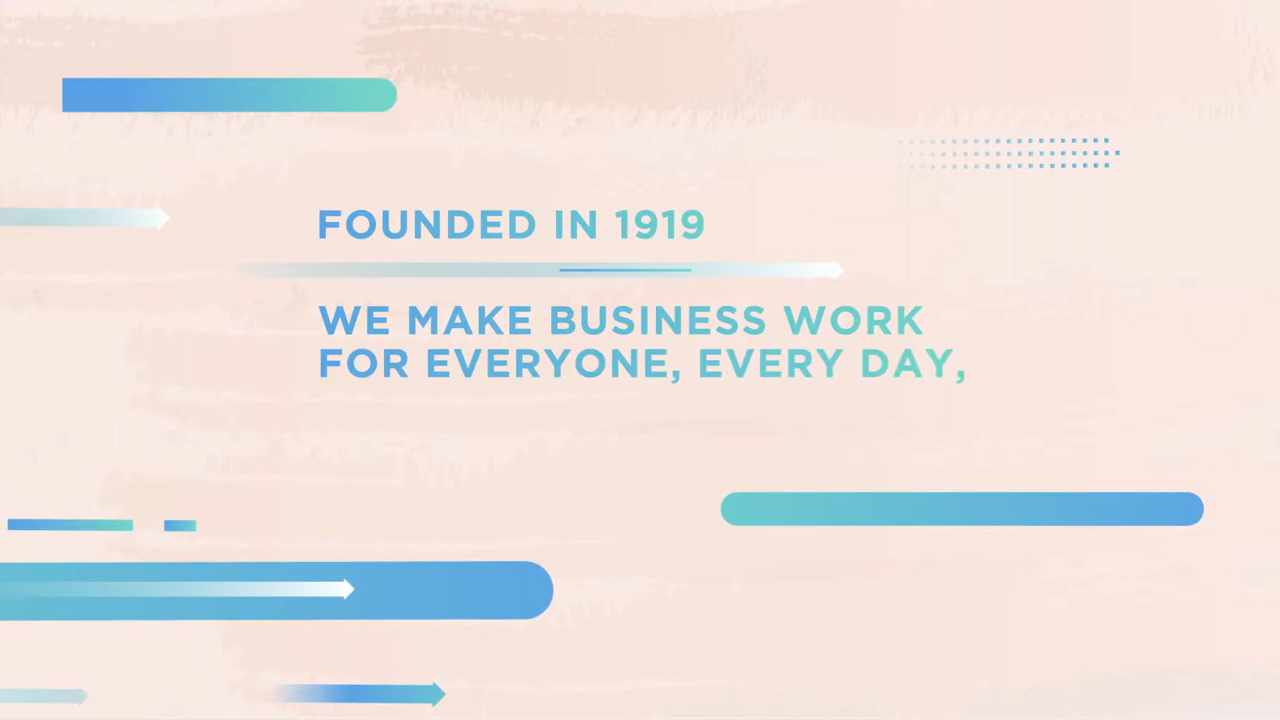 FOUNDED IN 1919
WE MAKE BUSINESS WORK
FOR EVERYONE, EVERY DAY,